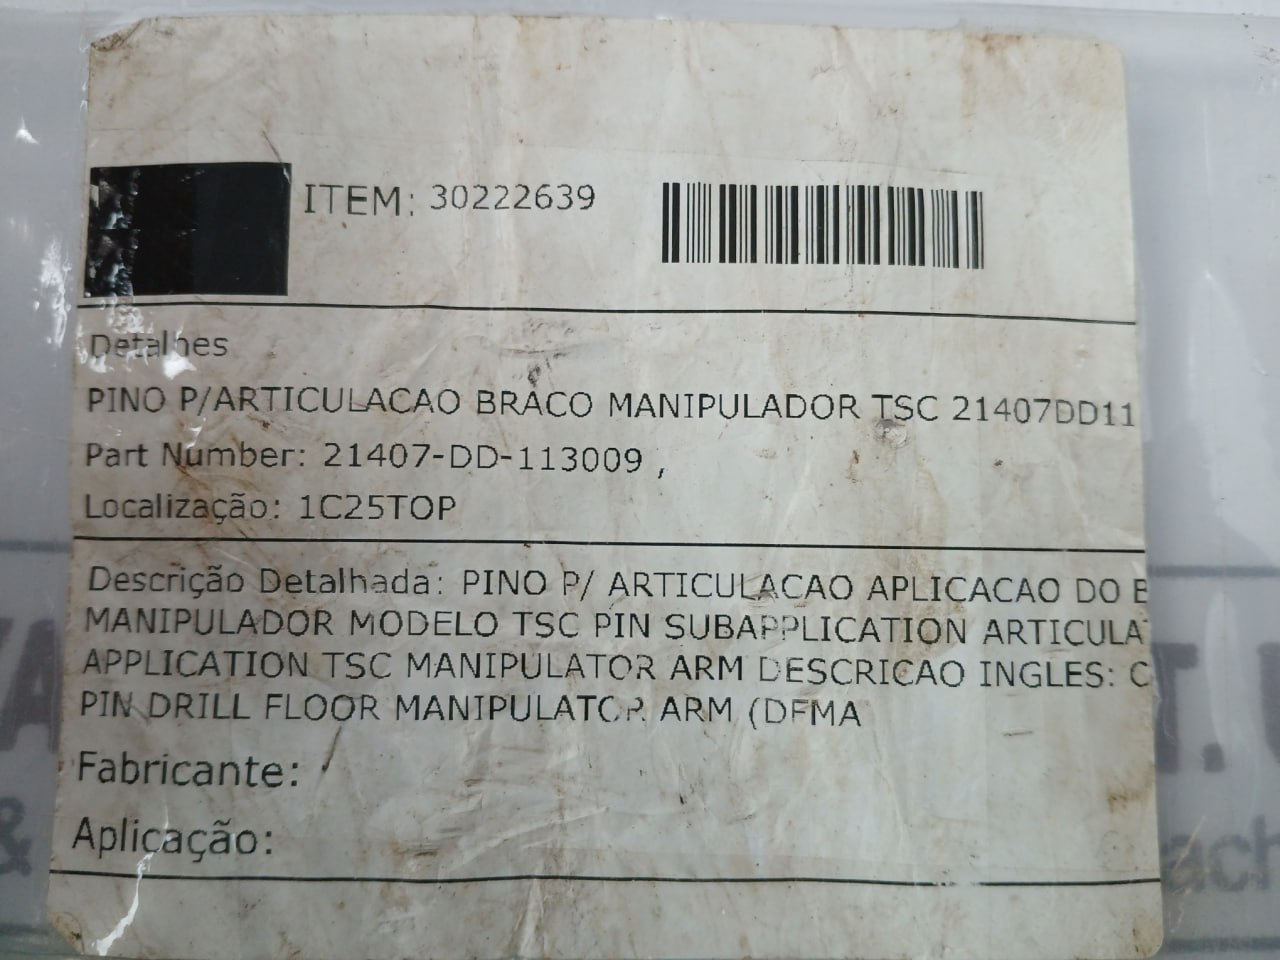 ITEM: 30222639
Detalhes
PINO P/ARTICULACAO BRACO MANIPULADOR TSC 21407DD11
Part Number: 21407-DD-113009 ,
Localização: 1C25TOP
Descrição Detalhada: PINO P/ ARTICULACAO APLICACAO DO B
MANIPULADOR MODELO TSC PIN SUBAPPLICATION ARTICULAT
APPLICATION TSC MANIPULATOR ARM DESCRICAO INGLES: C
PIN DRILL FLOOR MANIPULATOR ARM (DFMA
Fabricante:
Aplicação: